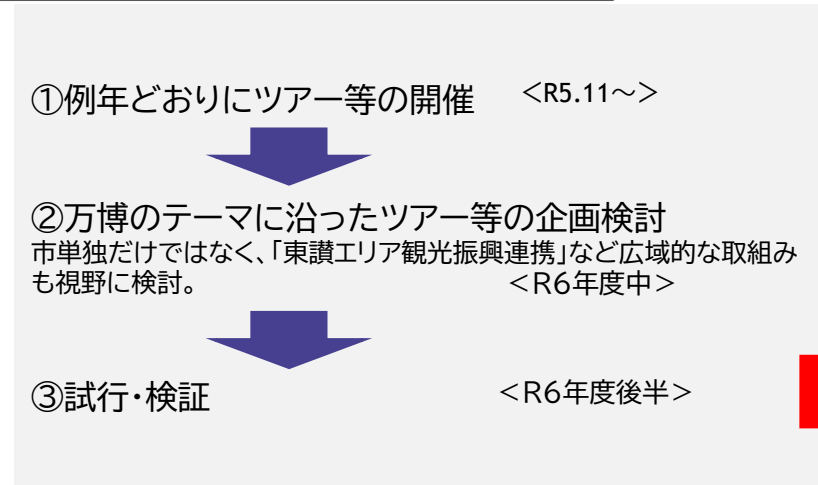 ①例年どおりにツアー等の開催 <R5.11～>
②万博のテーマに沿ったツアー等の企画検討
市単独だけではなく、「東讃エリア観光振興連携」など広域的な取組み
も視野に検討。 ＜R6年度中＞
③試行・検証 ＜R6年度後半＞